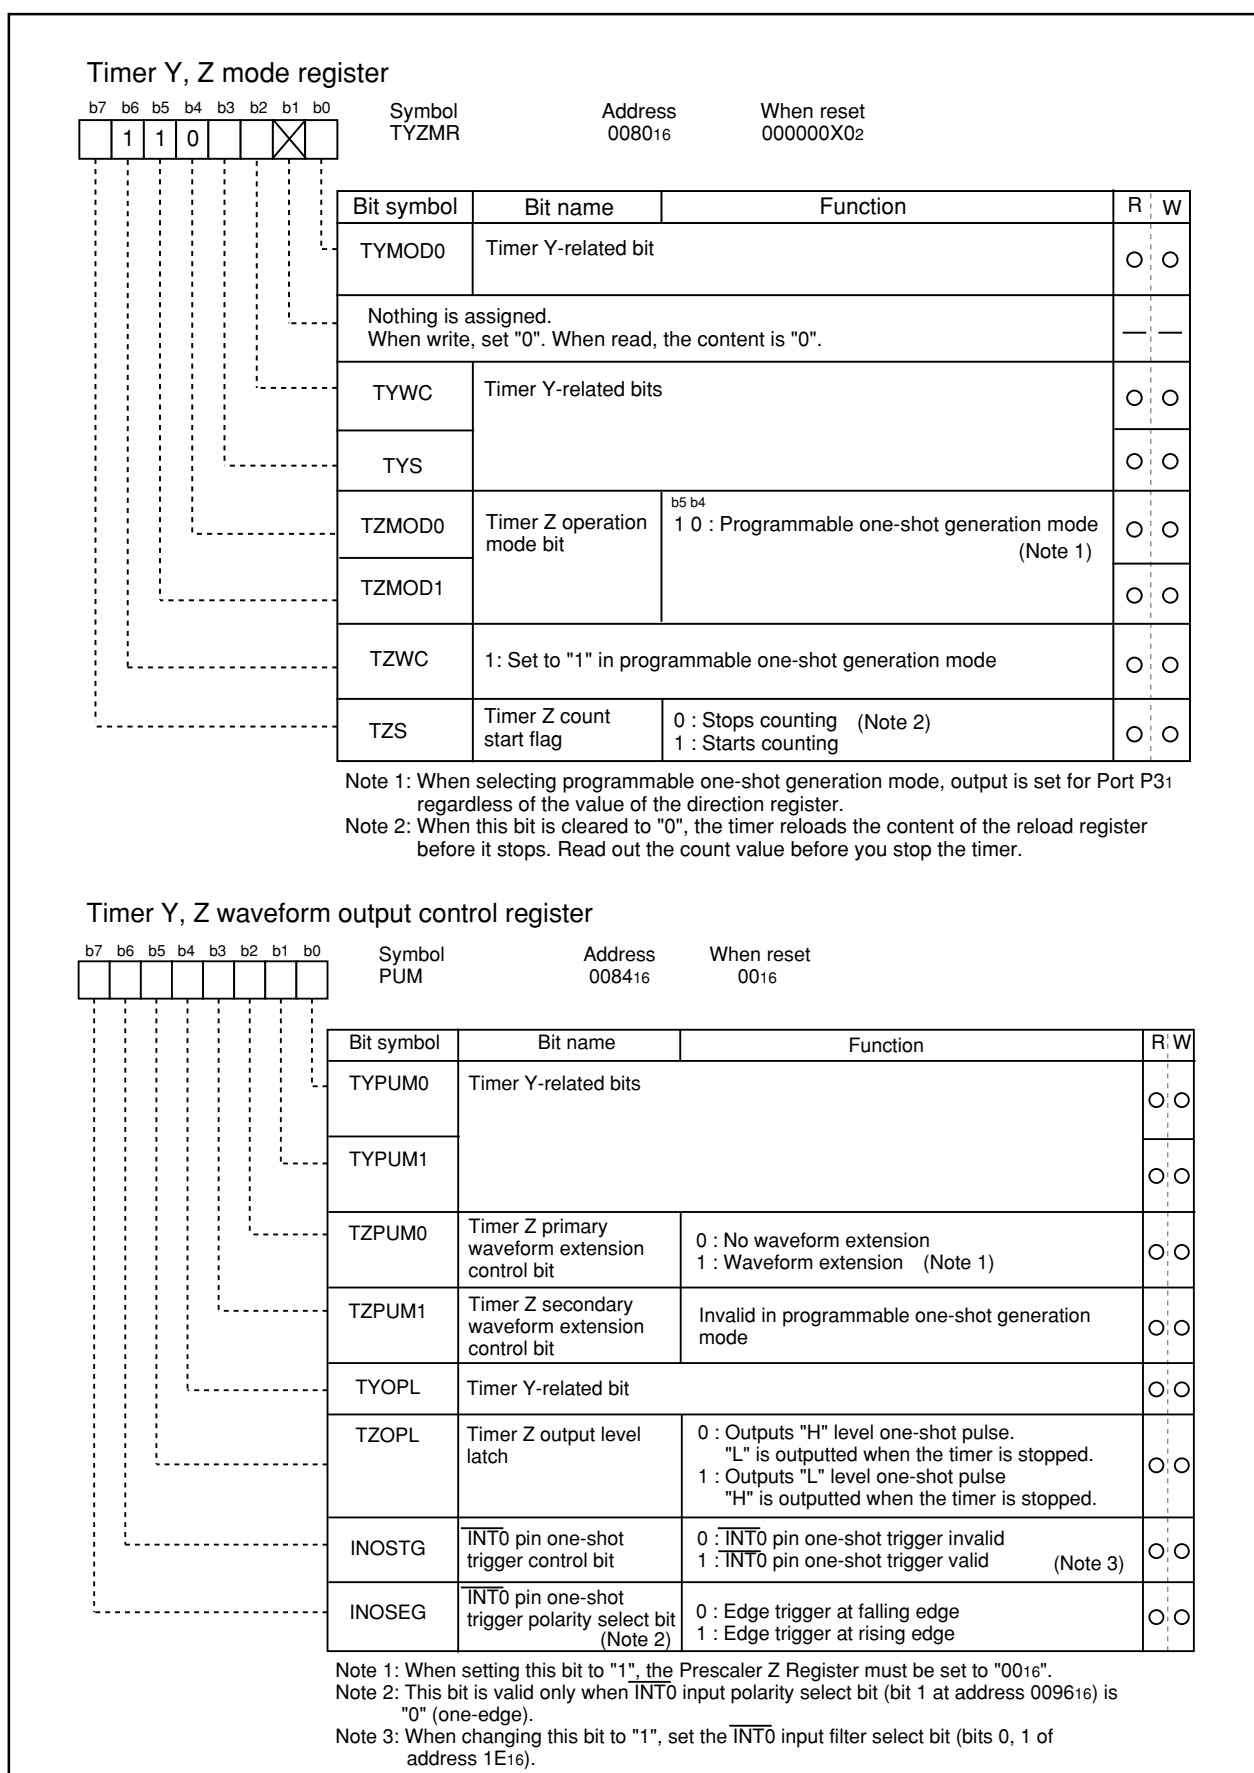 Timer Y, Z mode register
b7 b6 b5 b4 b3 b2 b1 b0
Symbol Address When reset
TYZMR 008016 000000X02
1 1 0
Bit symbol Bit name Function R W
TYMOD0 Timer Y-related bit
Nothing is assigned.
When write, set "0". When read, the content is "0".
TYWC Timer Y-related bits
TYS
b5 b4
TZMOD0 Timer Z operation mode bit 1 0 : Programmable one-shot generation mode
(Note 1)
TZMOD1
TZWC 1: Set to "1" in programmable one-shot generation mode
TZS Timer Z count start flag 0 : Stops counting (Note 2)
1 : Starts counting
Note 1: When selecting programmable one-shot generation mode, output is set for Port P31
regardless of the value of the direction register.
Note 2: When this bit is cleared to "0", the timer reloads the content of the reload register
before it stops. Read out the count value before you stop the timer.
Timer Y, Z waveform output control register
b7 b6 b5 b4 b3 b2 b1 b0
Symbol Address When reset
PUM 008416 0016
Bit symbol Bit name Function R W
TYPUM0 Timer Y-related bits
TYPUM1
TZPUM0 Timer Z primary waveform extension control bit 0 : No waveform extension
1 : Waveform extension (Note 1)
TZPUM1 Timer Z secondary waveform extension control bit Invalid in programmable one-shot generation
mode
TYOPL Timer Y-related bit
TZOPL Timer Z output level latch 0 : Outputs "H" level one-shot pulse.
"L" is outputted when the timer is stopped.
1 : Outputs "L" level one-shot pulse
"H" is outputted when the timer is stopped.
INOSTG INT0 pin one-shot trigger control bit 0 : INT0 pin one-shot trigger invalid
1 : INT0 pin one-shot trigger valid (Note 3)
INOSEG INT0 pin one-shot trigger polarity select bit (Note 2) 0 : Edge trigger at falling edge
1 : Edge trigger at rising edge
Note 1: When setting this bit to "1", the Prescaler Z Register must be set to "0016".
Note 2: This bit is valid only when INT0 input polarity select bit (bit 1 at address 009616) is
"0" (one-edge).
Note 3: When changing this bit to "1", set the INT0 input filter select bit (bits 0, 1 of
address 1E16).